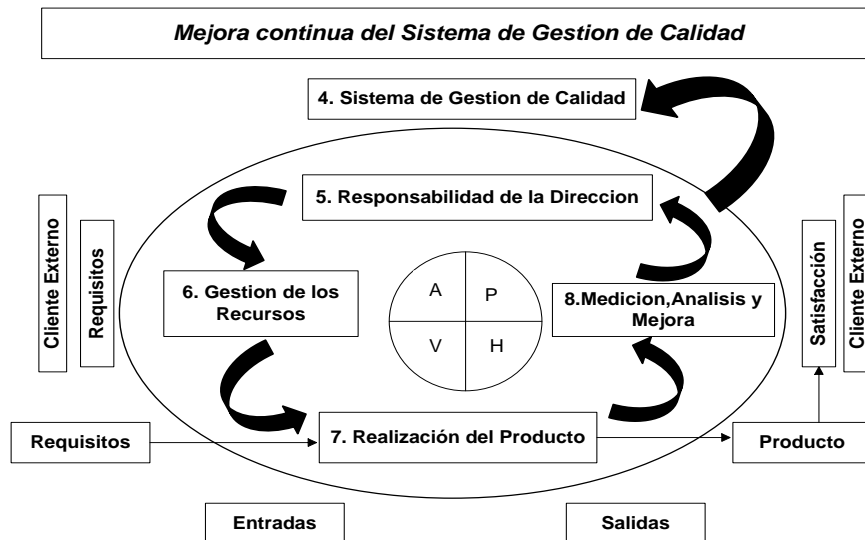 Mejora continua del Sistema de Gestion de Calidad
4. Sistema de Gestion de Calidad
5. Responsabilidad de la Direccion
Cliente Externo
Requisitos
6. Gestion de los
Recursos
A
P
V
H
8.Medicion,Analisis y
Mejora
Satisfacción
Cliente Externo
Requisitos
7. Realización del Producto
Producto
Entradas
Salidas